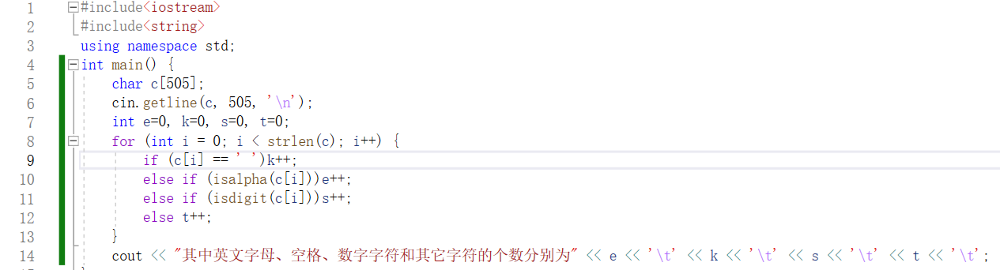 1 #include<iostream>
2 #include<string>
3 using namespace std;
4 int main() {
5 char c[505];
6 cin.getline(c, 505, '\n');
7 int e=0, k=0, s=0, t=0;
8 for (int i = 0; i < strlen(c); i++) {
9 if (c[i] == ' ')k++;
10 else if (isalpha(c[i]))e++;
11 else if (isdigit(c[i]))s++;
12 else t++;
13 }
14 cout << "其中英文字母、空格、数字字符和其它字符的个数分别为" << e << '\t' << k << '\t' << s << '\t' << t << '\t';